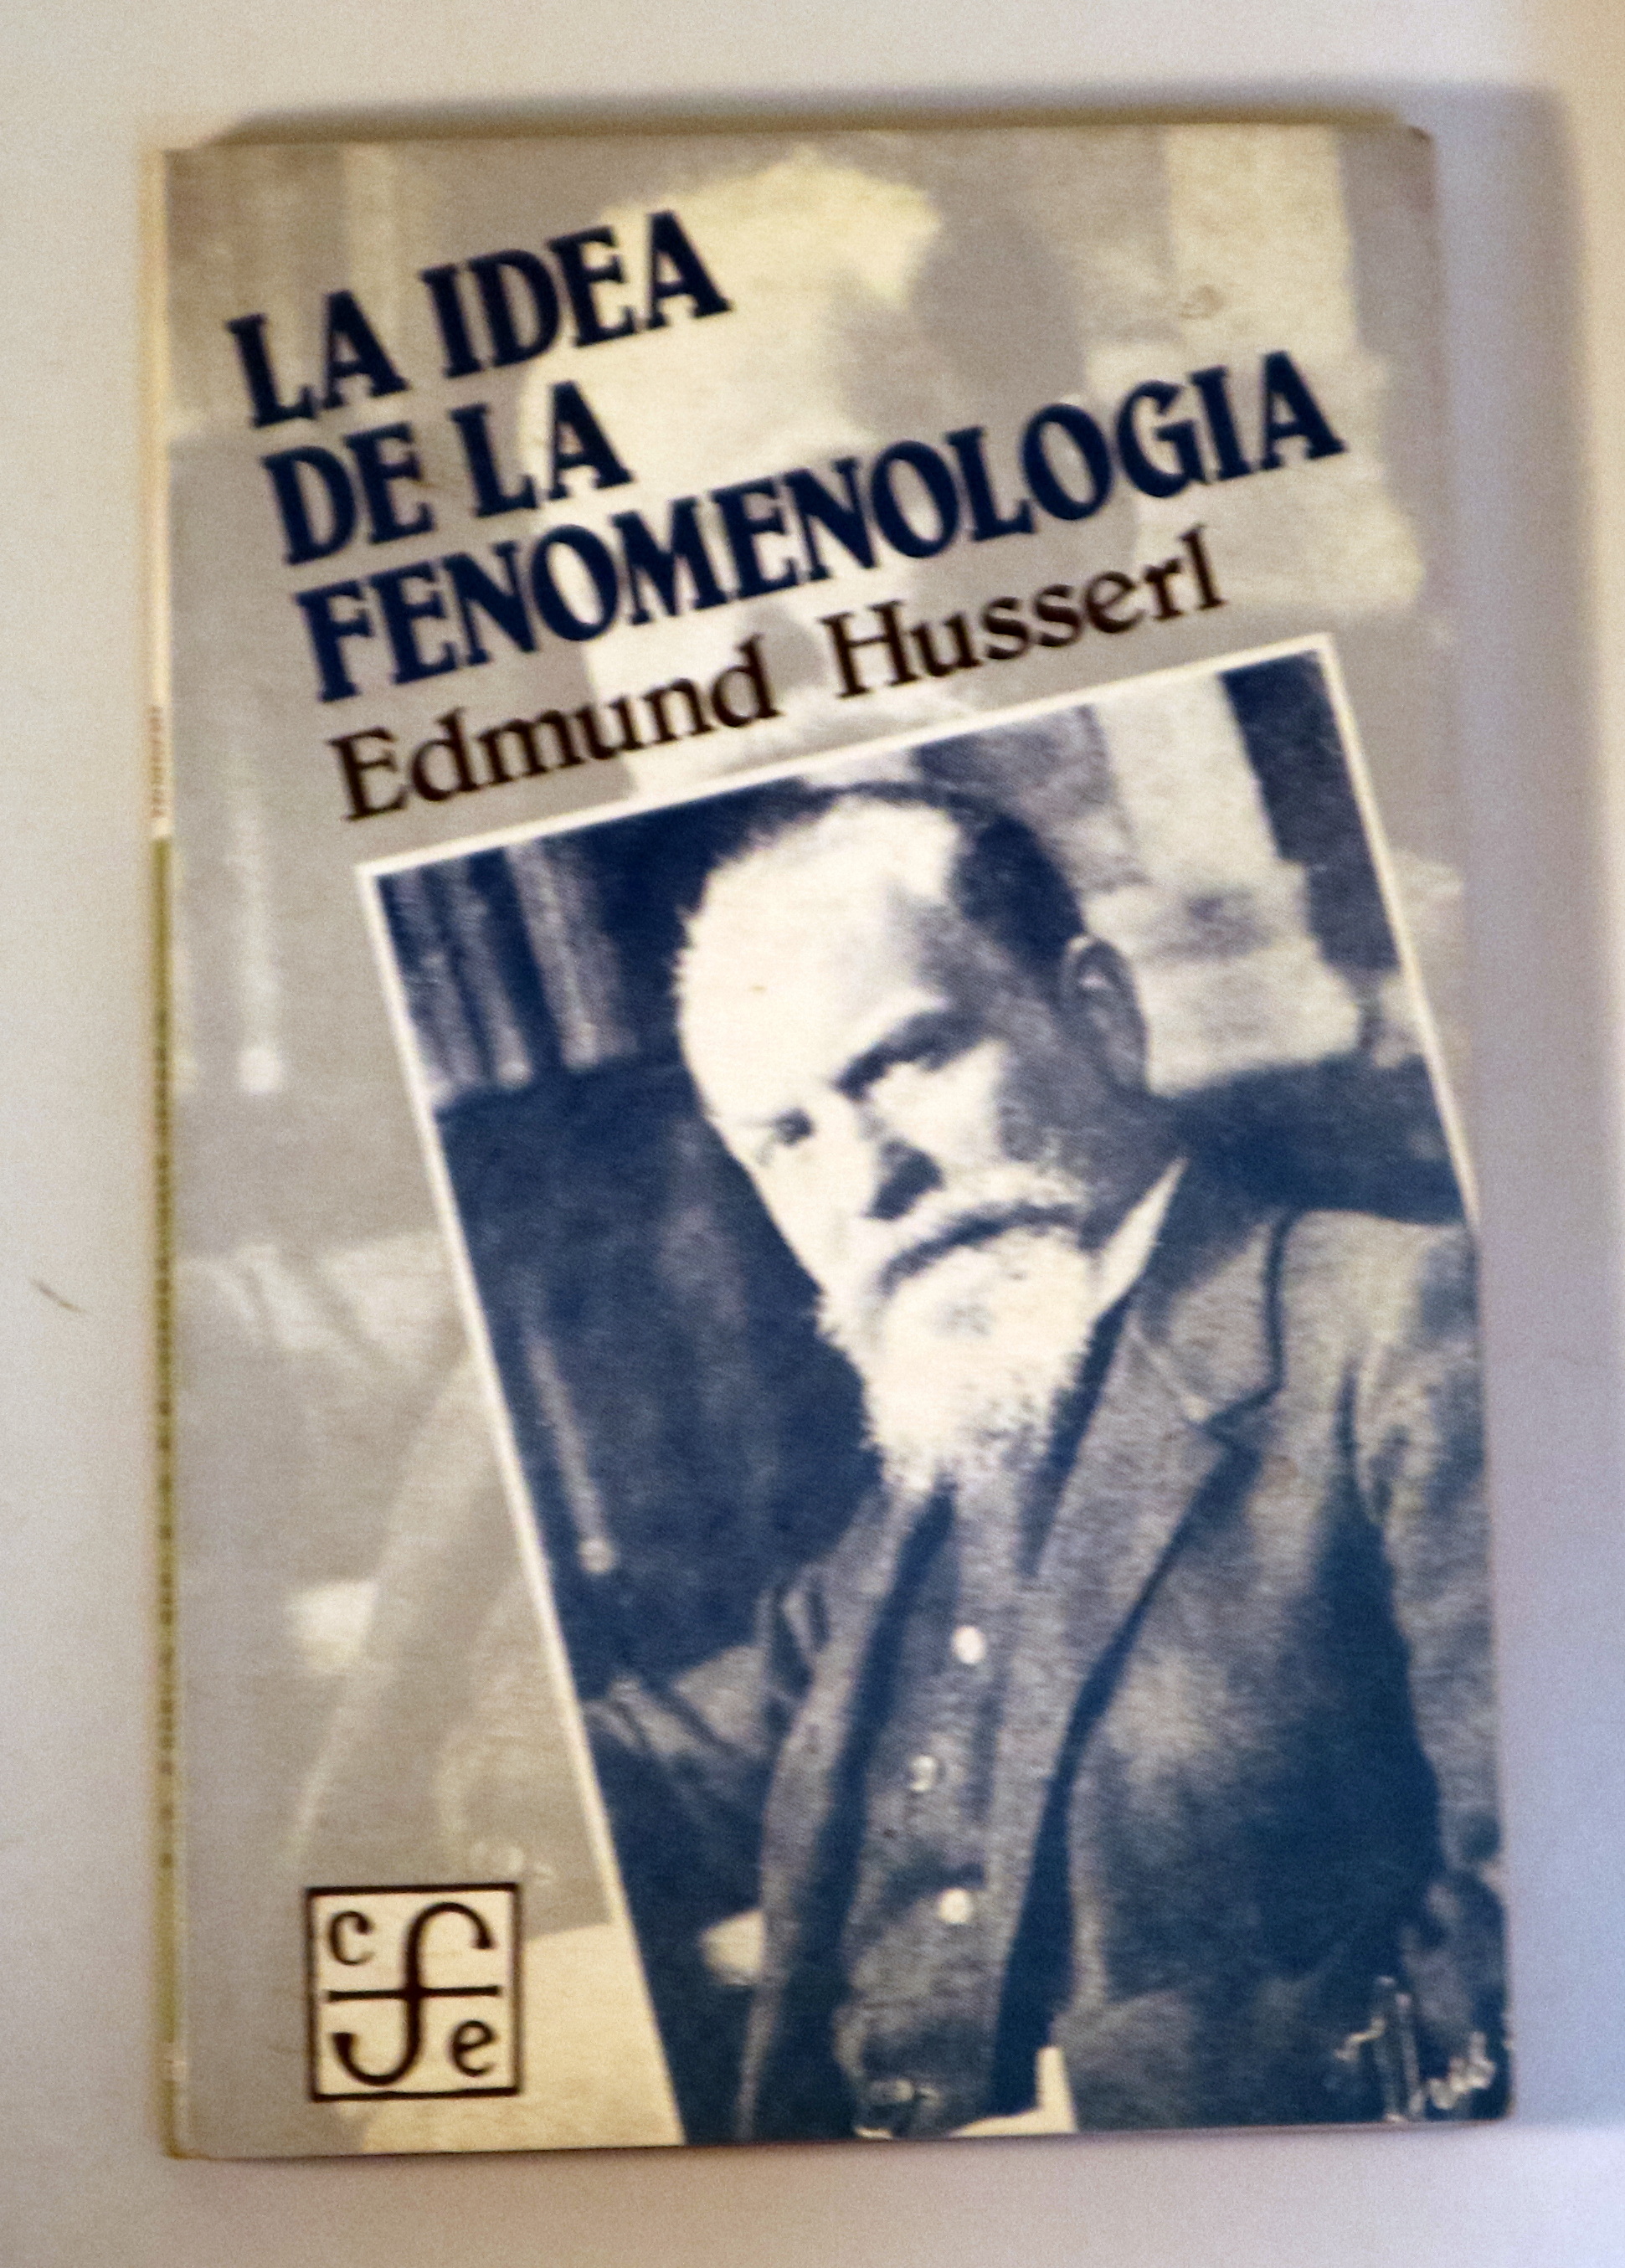 LA IDEA
DE LA
FENOMENOLOGIA
Edmund Husserl
c f e